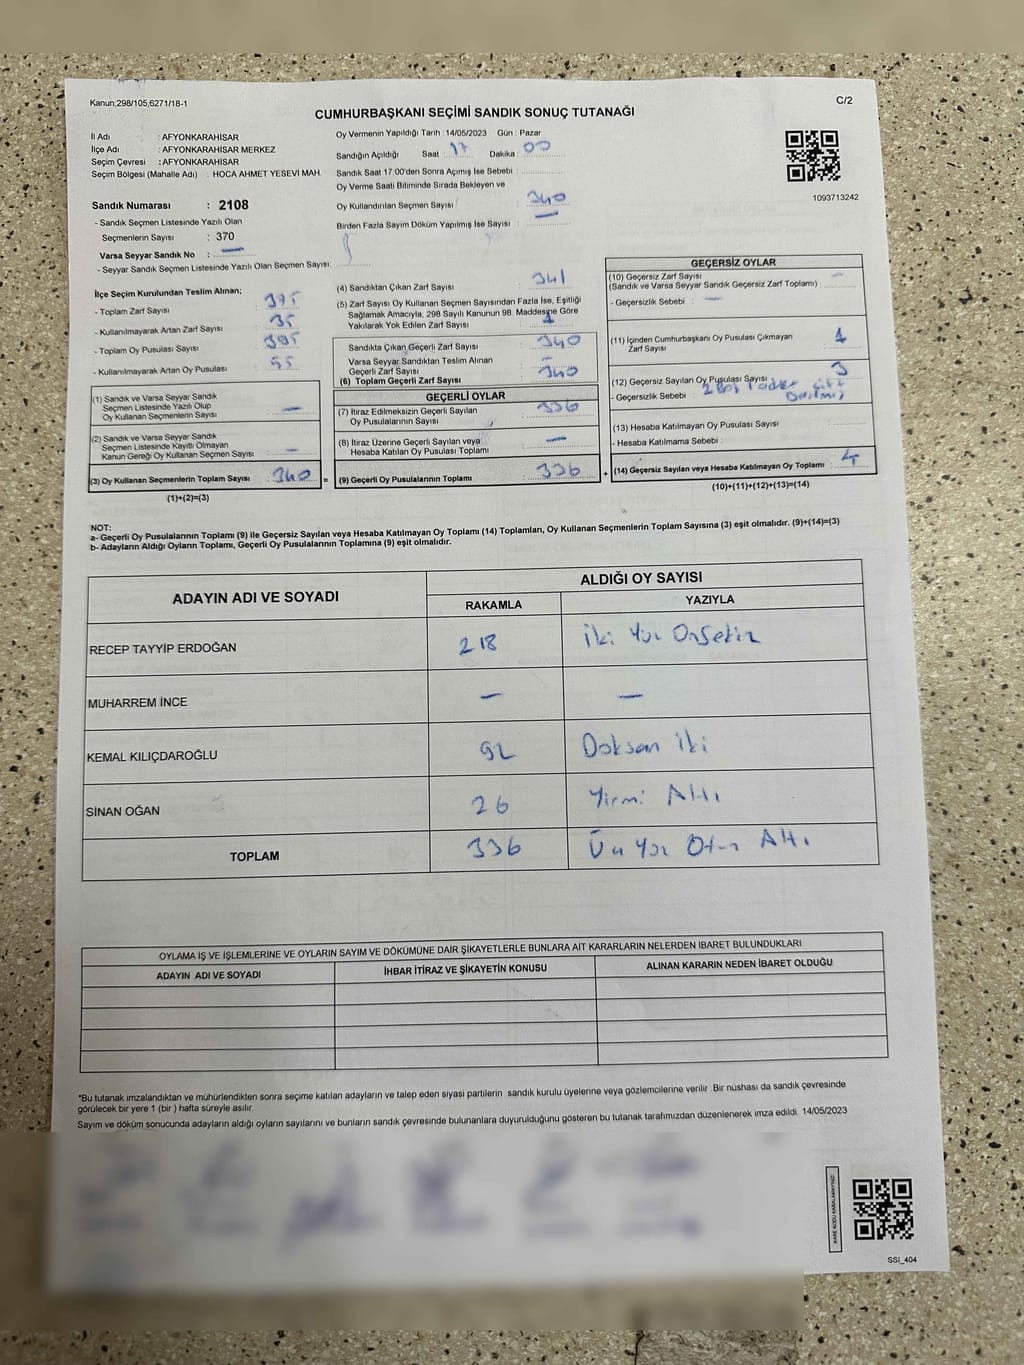 Kanun;298/105,6271/18-1
C/2
CUMHURBAŞKANI SEÇİMİ SANDIK SONUÇ TUTANAĞI
İl Adı : AFYONKARAHİSAR
İlçe Adı : AFYONKARAHİSAR MERKEZ
Seçim Çevresi : AFYONKARAHİSAR
Seçim Bölgesi (Mahalle Adı) : HOCA AHMET YESEVİ MAH.
Sandık Numarası : 2108
- Sandık Seçmen Listesinde Yazılı Olan
Seçmenlerin Sayısı : 370
Varsa Seyyar Sandık No : —
- Seyyar Sandık Seçmen Listesinde Yazılı Olan Seçmen Sayısı:
Oy Vermenin Yapıldığı Tarih : 14/05/2023 Gün : Pazar
Sandığın Açıldığı Saat 17 Dakika 00
Sandık Saat 17:00'den Sonra Açımış İse Sebebi :
Oy Verme Saati Bitiminde Sırada Bekleyen ve
Oy Kullandırılan Seçmen Sayısı : 340
Birden Fazla Sayım Döküm Yapılmış İse Sayısı : —
1093713242
İlçe Seçim Kurulundan Teslim Alınan;
- Toplam Zarf Sayısı : 375
- Kullanılmayarak Artan Zarf Sayısı : 35
- Toplam Oy Pusulası Sayısı : 395
- Kullanılmayarak Artan Oy Pusulası : 55
(1) Sandık ve Varsa Seyyar Sandık
Seçmen Listesinde Yazılı Olup
Oy Kullanan Seçmenlerin Sayısı : —
(2) Sandık ve Varsa Seyyar Sandık
Seçmen Listesinde Kayıtlı Olmayan
Kanun Gereği Oy Kullanan Seçmen Sayısı : —
(3) Oy Kullanan Seçmenlerin Toplam Sayısı : 340 =
(1)+(2)=(3)
(4) Sandıktan Çıkan Zarf Sayısı : 341
(5) Zarf Sayısı Oy Kullanan Seçmen Sayısından Fazla İse, Eşitliği
Sağlamak Amacıyla, 298 Sayılı Kanunun 98. Maddesine Göre
Yakılarak Yok Edilen Zarf Sayısı : 1
Sandıkta Çıkan Geçerli Zarf Sayısı : 340
Varsa Seyyar Sandıktan Teslim Alınan
Geçerli Zarf Sayısı : —
(6) Toplam Geçerli Zarf Sayısı 340
GEÇERLİ OYLAR
(7) İtiraz Edilmeksizin Geçerli Sayılan
Oy Pusulalarının Sayısı : 336
(8) İtiraz Üzerine Geçerli Sayılan veya
Hesaba Katılan Oy Pusulası Toplamı : —
(9) Geçerli Oy Pusulalarının Toplamı : 336 +
GEÇERSİZ OYLAR
(10) Geçersiz Zarf Sayısı
(Sandık ve Varsa Seyyar Sandık Geçersiz Zarf Toplamı) : —
- Geçersizlik Sebebi : —
(11) İçinden Cumhurbaşkanı Oy Pusulası Çıkmayan
Zarf Sayısı : 1
(12) Geçersiz Sayılan Oy Pusulası Sayısı : 3
- Geçersizlik Sebebi :
(13) Hesaba Katılmayan Oy Pusulası Sayısı :
- Hesaba Katılmama Sebebi :
(14) Geçersiz Sayılan veya Hesaba Katılmayan Oy Toplamı : 4
(10)+(11)+(12)+(13)=(14)
NOT:
a- Geçerli Oy Pusulalarının Toplamı (9) ile Geçersiz Sayılan veya Hesaba Katılmayan Oy Toplamı (14) Toplamları, Oy Kullanan Seçmenlerin Toplam Sayısına (3) eşit olmalıdır. (9)+(14)=(3)
b- Adayların Aldığı Oyların Toplamı, Geçerli Oy Pusulalarının Toplamına (9) eşit olmalıdır.
ADAYIN ADI VE SOYADI
ALDIĞI OY SAYISI
RAKAMLA YAZIYLA
RECEP TAYYİP ERDOĞAN 218 İki Yüz Onsekiz
MUHARREM İNCE — —
KEMAL KILIÇDAROĞLU 92 Doksan iki
SİNAN OĞAN 26 Yirmi Altı
TOPLAM 336 Üç Yüz Otuz Altı
OYLAMA İŞ VE İŞLEMLERİNE VE OYLARIN SAYIM VE DÖKÜMÜNE DAİR ŞİKAYETLERLE BUNLARA AİT KARARLARIN NELERDEN İBARET BULUNDUKLARI
ADAYIN ADI VE SOYADI İHBAR İTİRAZ VE ŞİKAYETİN KONUSU ALINAN KARARIN NEDEN İBARET OLDUĞU
*Bu tutanak imzalandıktan ve mühürlendikten sonra seçime katılan adayların ve talep eden siyasi partilerin sandık kurulu üyelerine veya gözlemcilerine verilir .Bir nüshası da sandık çevresinde
görülecek bir yere 1 (bir ) hafta süreyle asılır.
Sayım ve döküm sonucunda adayların aldığı oyların sayılarını ve bunların sandık çevresinde bulunanlara duyurulduğunu gösteren bu tutanak tarafımızdan düzenlenerek imza edildi. 14/05/2023
KARE KODU KARALAMAYINIZ!
SSI_404